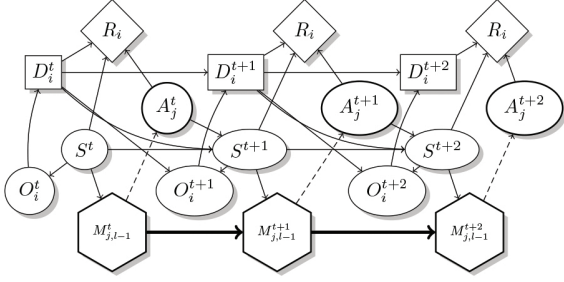 R_i R_i R_i
D_i^t D_i^{t+1} D_i^{t+2}
A_j^t A_j^{t+1} A_j^{t+2}
S^t S^{t+1} S^{t+2}
O_i^t O_i^{t+1} O_i^{t+2}
M_{j,l-1}^t M_{j,l-1}^{t+1} M_{j,l-1}^{t+2}